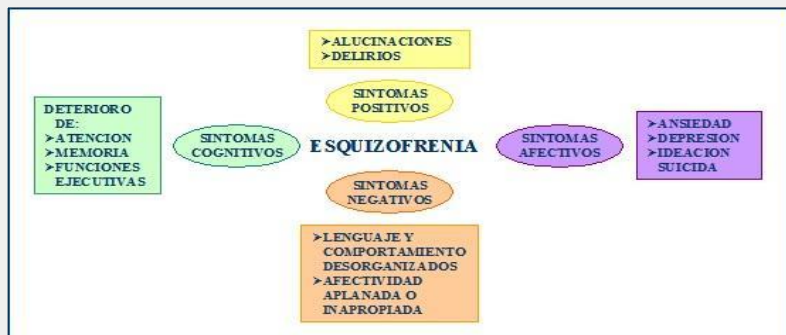 ➢ALUCINACIONES
➢DELIRIOS
SINTOMAS
POSITIVOS
DETERIORO
DE:
➢ATENCION
➢MEMORIA
➢FUNCIONES
EJECUTIVAS
SINTOMAS
COGNITIVOS
ESQUIZOFRENIA
SINTOMAS
AFECTIVOS
➢ANSIEDAD
➢DEPRESION
➢IDEACION
SUICIDA
SINTOMAS
NEGATIVOS
➢LENGUAJE Y
COMPORTAMIENTO
DESORGANIZADOS
➢AFECTIVIDAD
APLANADA O
INAPROPIADA